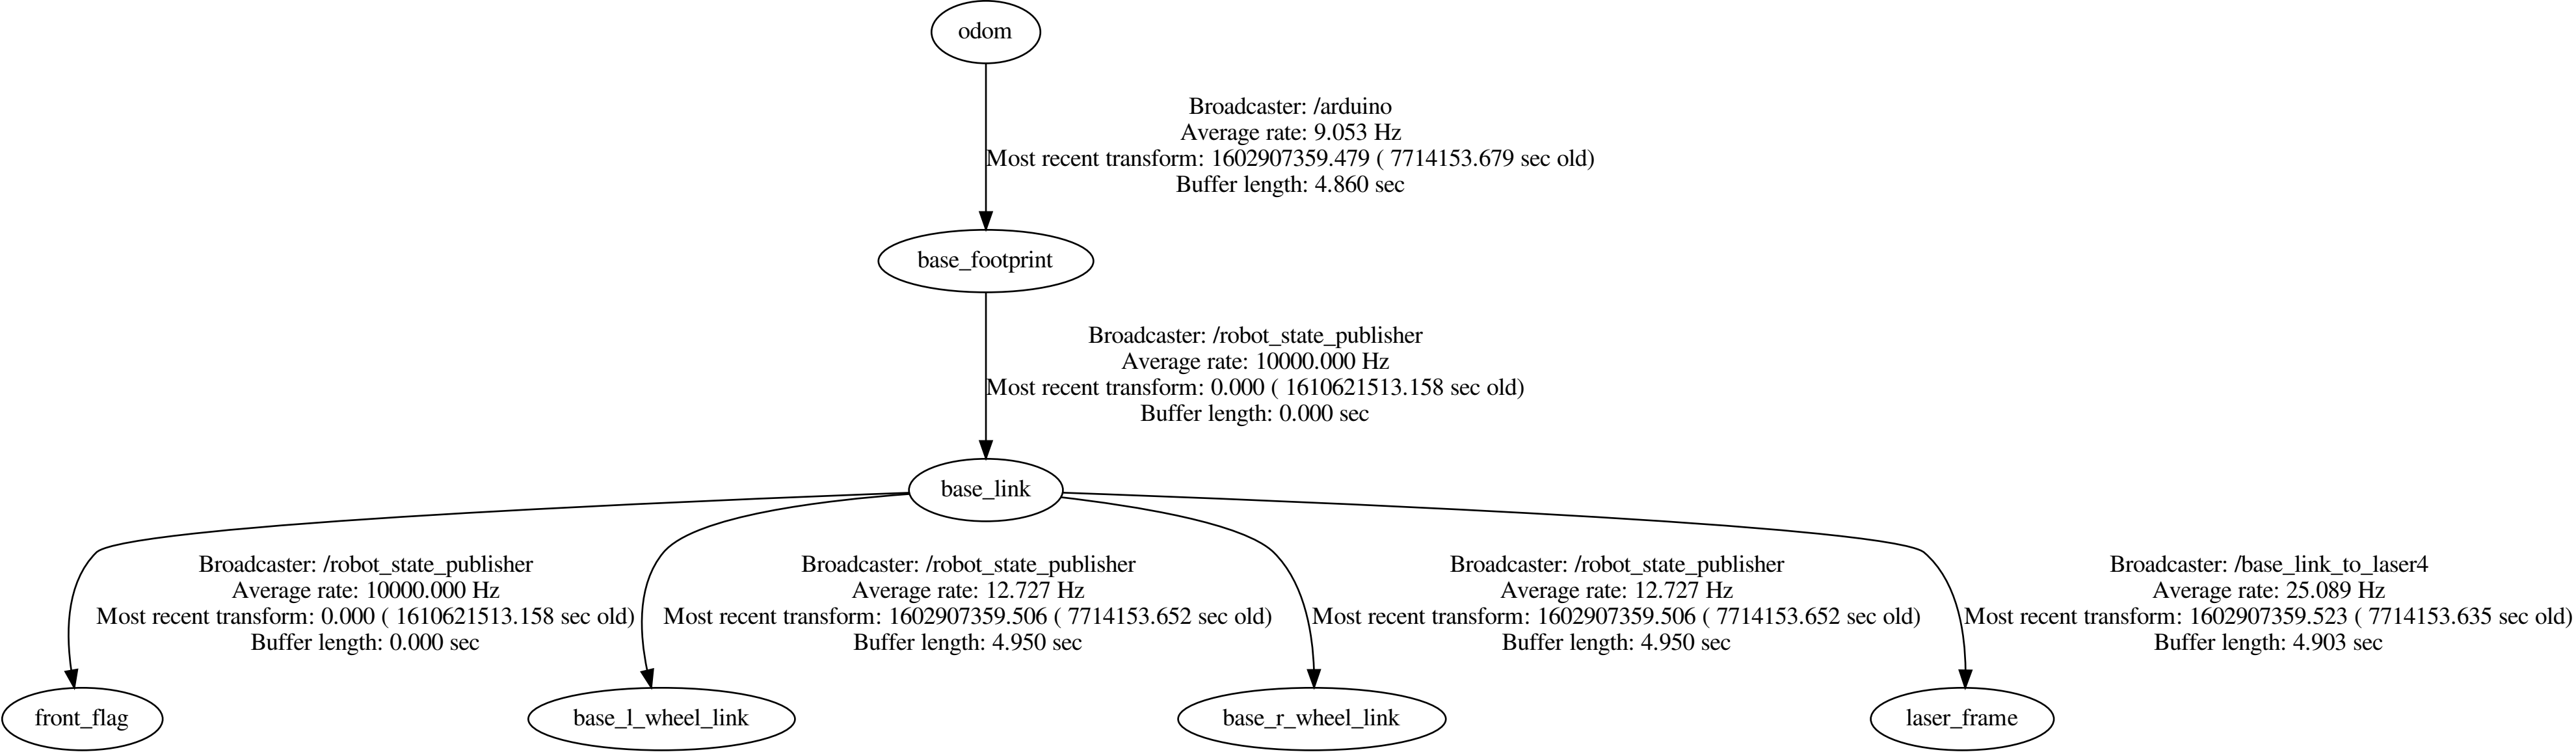 odom
Broadcaster: /arduino
Average rate: 9.053 Hz
Most recent transform: 1602907359.479 ( 7714153.679 sec old)
Buffer length: 4.860 sec
base_footprint
Broadcaster: /robot_state_publisher
Average rate: 10000.000 Hz
Most recent transform: 0.000 ( 1610621513.158 sec old)
Buffer length: 0.000 sec
base_link
Broadcaster: /robot_state_publisher
Average rate: 10000.000 Hz
Most recent transform: 0.000 ( 1610621513.158 sec old)
Buffer length: 0.000 sec
Broadcaster: /robot_state_publisher
Average rate: 12.727 Hz
Most recent transform: 1602907359.506 ( 7714153.652 sec old)
Buffer length: 4.950 sec
Broadcaster: /robot_state_publisher
Average rate: 12.727 Hz
Most recent transform: 1602907359.506 ( 7714153.652 sec old)
Buffer length: 4.950 sec
Broadcaster: /base_link_to_laser4
Average rate: 25.089 Hz
Most recent transform: 1602907359.523 ( 7714153.635 sec old)
Buffer length: 4.903 sec
front_flag
base_l_wheel_link
base_r_wheel_link
laser_frame